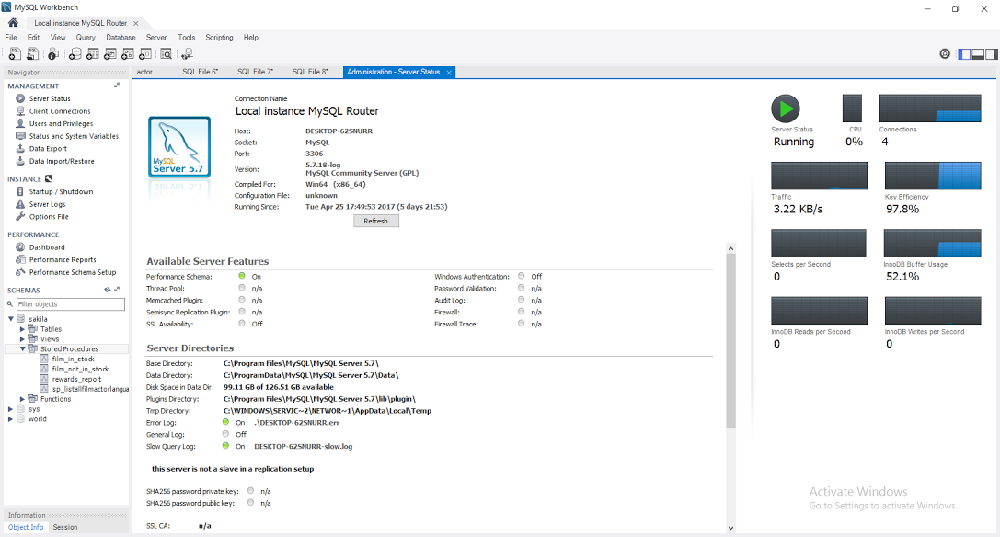 MySQL Workbench
Local instance MySQL Router ×
File Edit View Query Database Server Tools Scripting Help
Navigator
MANAGEMENT
Server Status
Client Connections
Users and Privileges
Status and System Variables
Data Export
Data Import/Restore
INSTANCE
Startup / Shutdown
Server Logs
Options File
PERFORMANCE
Dashboard
Performance Reports
Performance Schema Setup
SCHEMAS
Filter objects
sakila
Tables
Views
Stored Procedures
film_in_stock
film_not_in_stock
rewards_report
sp_listallfilmactorlangua
Functions
sys
world
Information
Object Info Session
actor SQL File 6* SQL File 7* SQL File 8* Administration - Server Status ×
Connection Name
Local instance MySQL Router
MySQL
Server 5.7
Host: DESKTOP-62SNURR
Socket: MySQL
Port: 3306
Version: 5.7.18-log
MySQL Community Server (GPL)
Compiled For: Win64 (x86_64)
Configuration File: unknown
Running Since: Tue Apr 25 17:49:53 2017 (5 days 21:53)
Refresh
Available Server Features
Performance Schema: On Windows Authentication: Off
Thread Pool: n/a Password Validation: n/a
Memcached Plugin: n/a Audit Log: n/a
Semisync Replication Plugin: n/a Firewall: n/a
SSL Availability: Off Firewall Trace: n/a
Server Directories
Base Directory: C:\Program Files\MySQL\MySQL Server 5.7\
Data Directory: C:\ProgramData\MySQL\MySQL Server 5.7\Data\
Disk Space in Data Dir: 99.11 GB of 126.51 GB available
Plugins Directory: C:\Program Files\MySQL\MySQL Server 5.7\lib\plugin\
Tmp Directory: C:\WINDOWS\SERVIC~2\NETWOR~1\AppData\Local\Temp
Error Log: On .\DESKTOP-62SNURR.err
General Log: Off
Slow Query Log: On DESKTOP-62SNURR-slow.log
this server is not a slave in a replication setup
SHA256 password private key: n/a
SHA256 password public key: n/a
SSL CA: n/a
Server Status CPU Connections
Running 0% 4
Traffic Key Efficiency
3.22 KB/s 97.8%
Selects per Second InnoDB Buffer Usage
0 52.1%
InnoDB Reads per Second InnoDB Writes per Second
0 0
Activate Windows
Go to Settings to activate Windows.